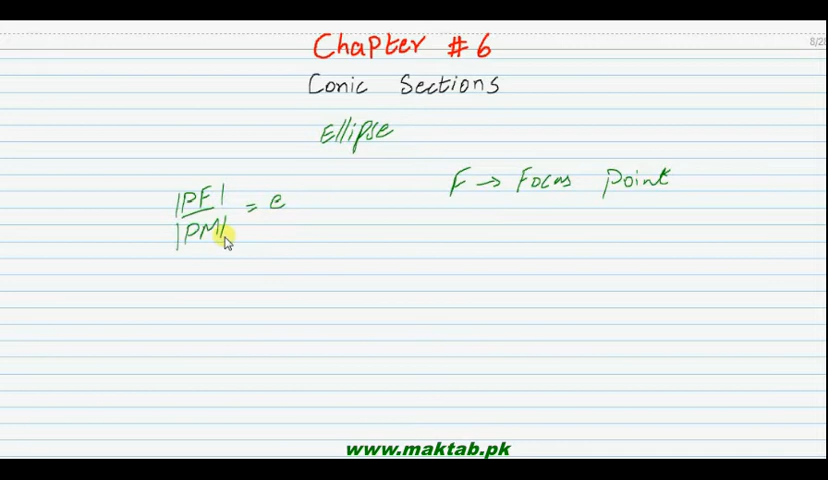 Chapter # 6
Conic Sections
Ellipse
F → Focus Point
|PF|
|PM| = e
www.maktab.pk